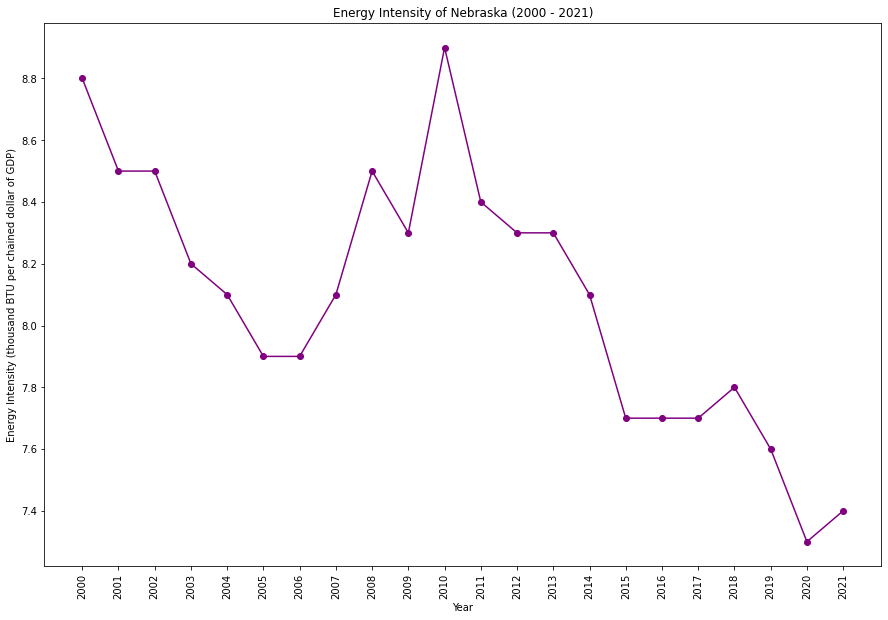 Energy Intensity of Nebraska (2000 - 2021)
Energy Intensity (thousand BTU per chained dollar of GDP)
8.8
8.6
8.4
8.2
8.0
7.8
7.6
7.4
2000 2001 2002 2003 2004 2005 2006 2007 2008 2009 2010 2011 2012 2013 2014 2015 2016 2017 2018 2019 2020 2021
Year